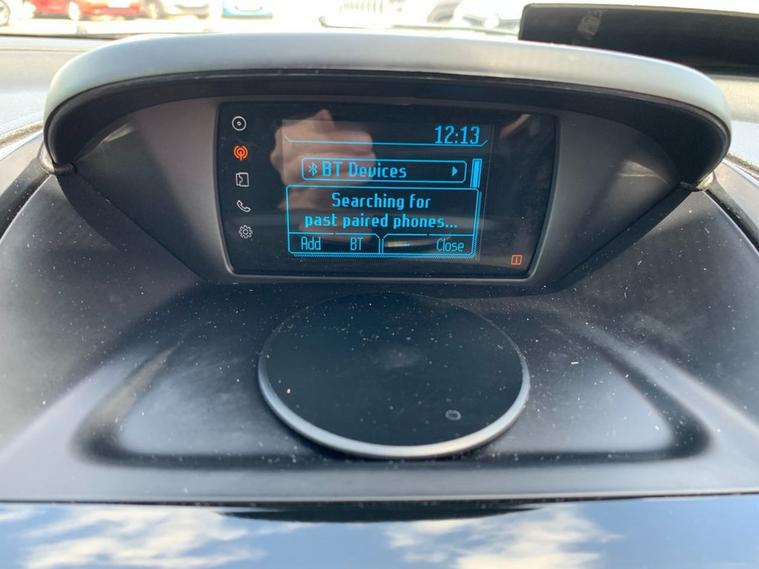 12:13
BT Devices
Searching for
past paired phones...
Add BT Close